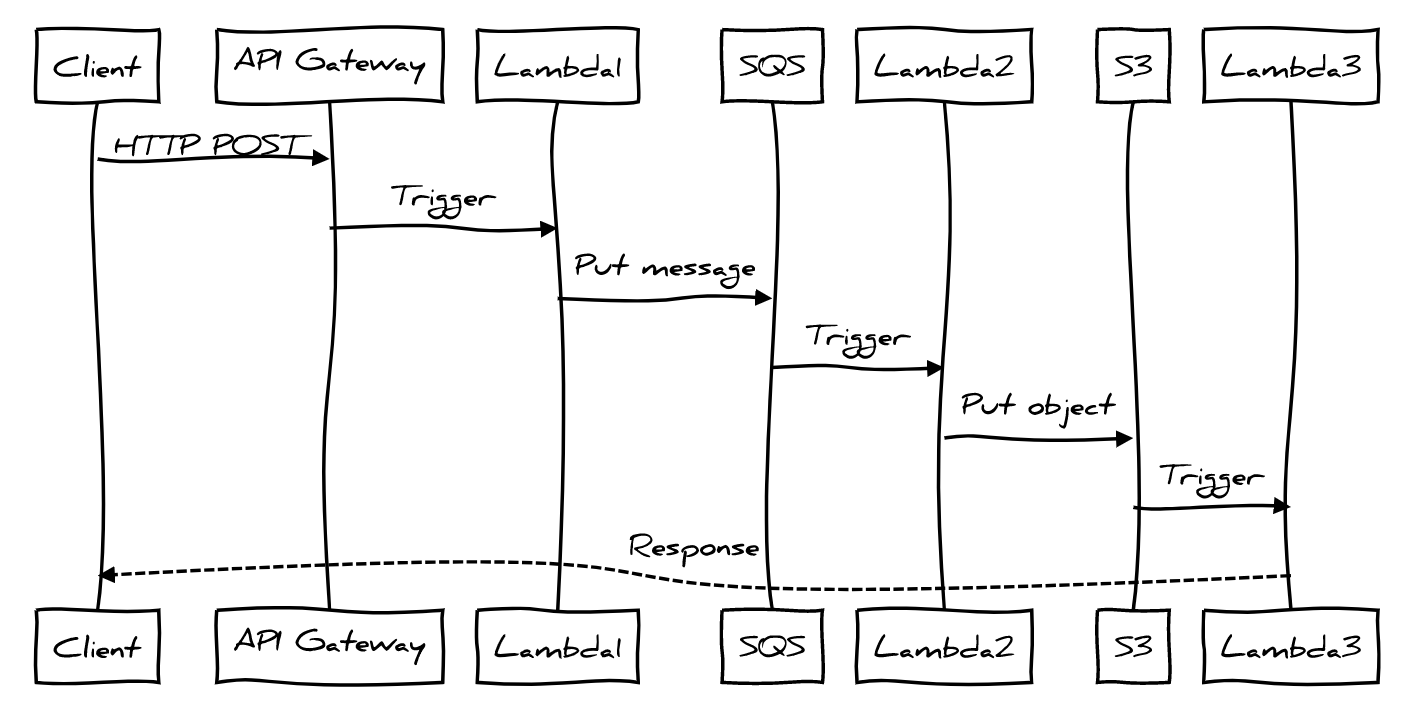 Client
API Gateway
Lambda1
SQS
Lambda2
S3
Lambda3
HTTP POST
Trigger
Put message
Trigger
Put object
Trigger
Response
Client
API Gateway
Lambda1
SQS
Lambda2
S3
Lambda3